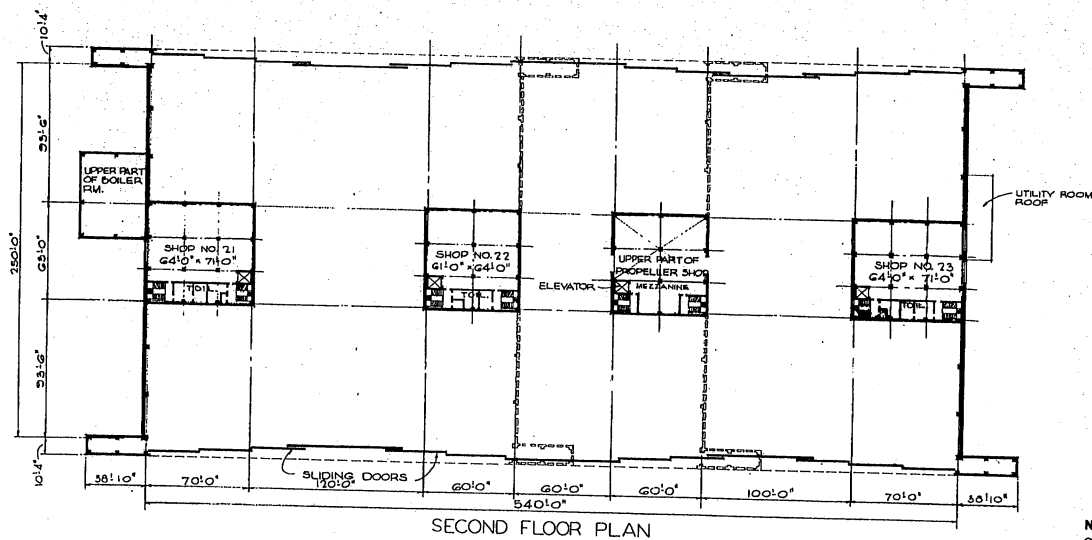 10'-4"
93'-6"
250'-0"
63'-0"
93'-6"
10'-4"
UPPER PART
OF BOILER
RM.
SHOP NO. 21
64'-0" x 71'-0"
TOIL.
SHOP NO. 22
61'-0" x 64'-0"
TOIL.
ELEVATOR
UPPER PART OF
PROPELLER SHOP
MEZZANINE
SHOP NO. 23
64'-0" x 71'-0"
TOIL.
UTILITY ROOM
ROOF
SLIDING DOORS
38'-10"
70'-0"
120'-0"
60'-0"
60'-0"
60'-0"
100'-0"
70'-0"
38'-10"
540'-0"
SECOND FLOOR PLAN
N